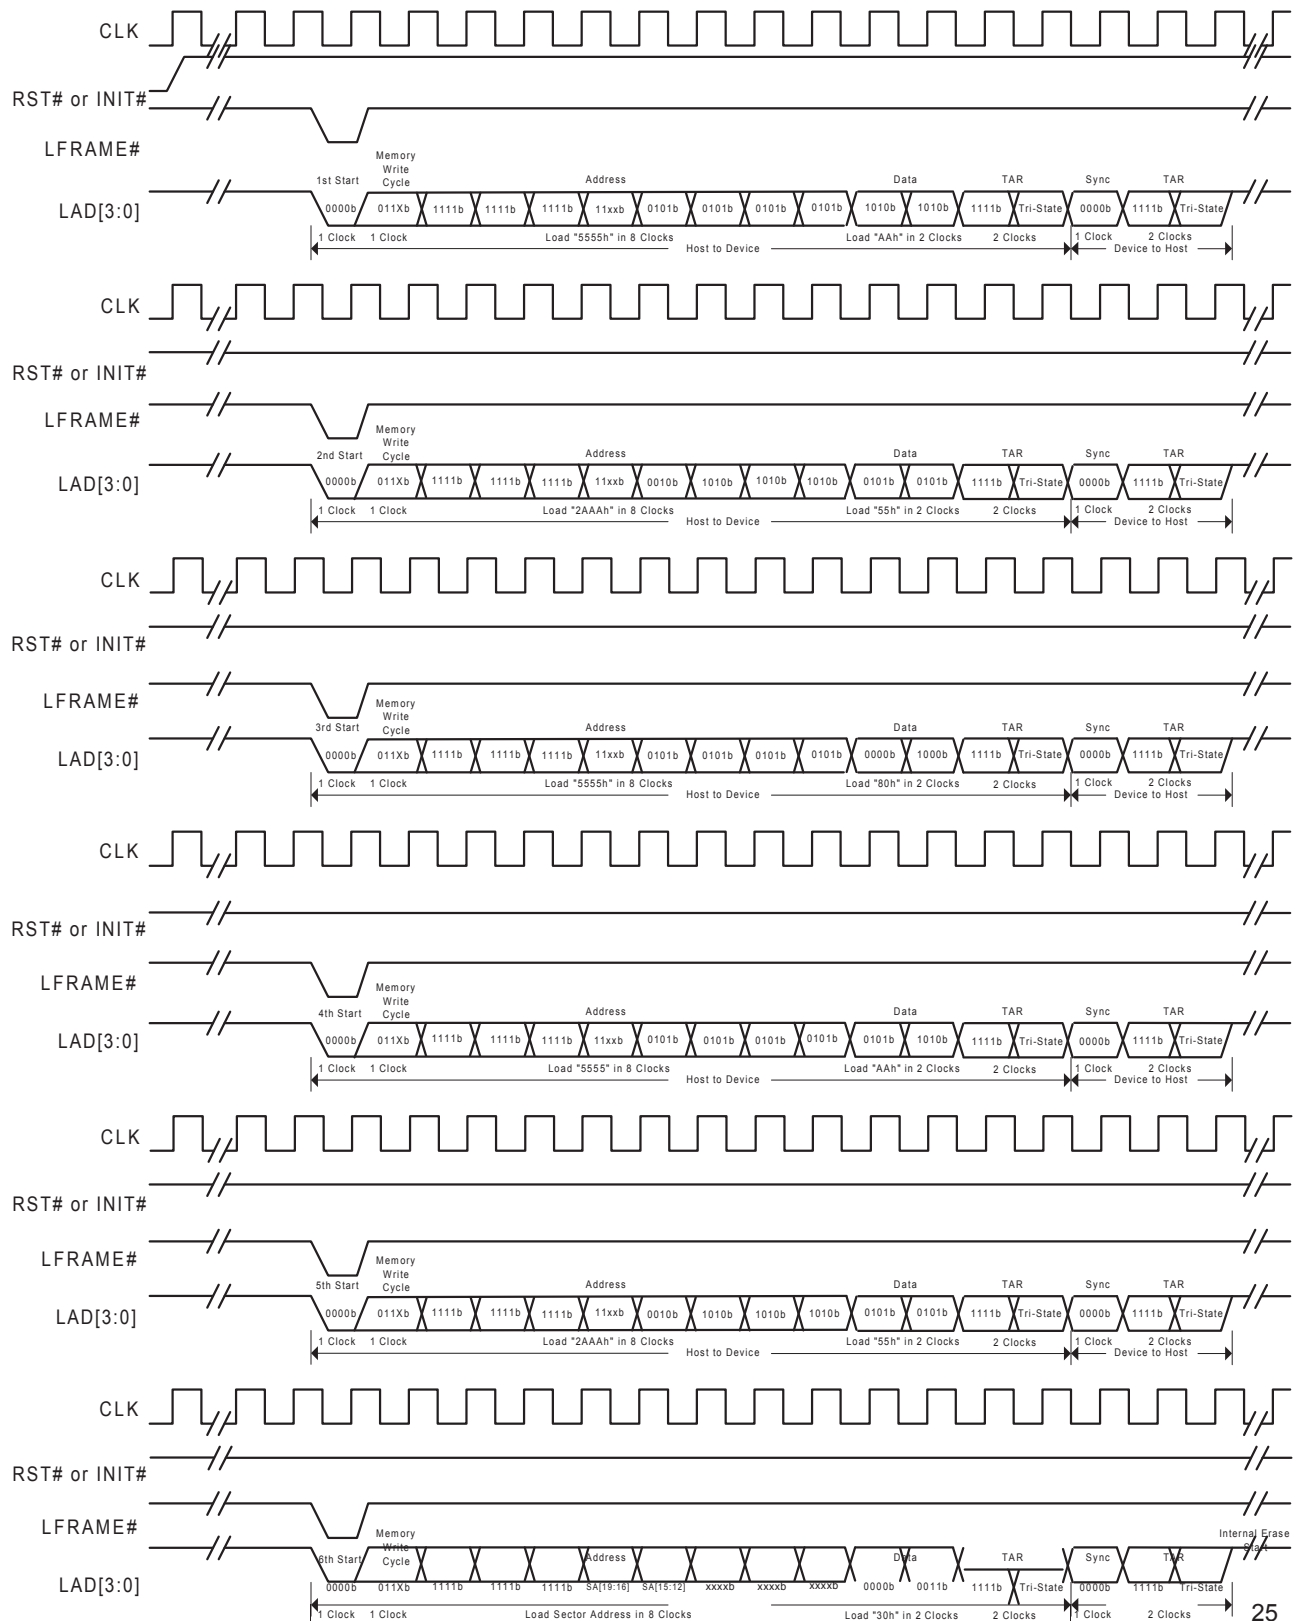 CLK
RST# or INIT#
LFRAME#
Memory
Write
Cycle
1st Start Address Data TAR Sync TAR
LAD[3:0] 0000b 011Xb 1111b 1111b 1111b 11xxb 0101b 0101b 0101b 0101b 1010b 1010b 1111b Tri-State 0000b 1111b Tri-State
1 Clock 1 Clock Load "5555h" in 8 Clocks Load "AAh" in 2 Clocks 2 Clocks 1 Clock 2 Clocks
Host to Device Device to Host
CLK
RST# or INIT#
LFRAME#
Memory
Write
Cycle
2nd Start Address Data TAR Sync TAR
LAD[3:0] 0000b 011Xb 1111b 1111b 1111b 11xxb 0010b 1010b 1010b 1010b 0101b 0101b 1111b Tri-State 0000b 1111b Tri-State
1 Clock 1 Clock Load "2AAAh" in 8 Clocks Load "55h" in 2 Clocks 2 Clocks 1 Clock 2 Clocks
Host to Device Device to Host
CLK
RST# or INIT#
LFRAME#
Memory
Write
Cycle
3rd Start Address Data TAR Sync TAR
LAD[3:0] 0000b 011Xb 1111b 1111b 1111b 11xxb 0101b 0101b 0101b 0101b 0000b 1000b 1111b Tri-State 0000b 1111b Tri-State
1 Clock 1 Clock Load "5555h" in 8 Clocks Load "80h" in 2 Clocks 2 Clocks 1 Clock 2 Clocks
Host to Device Device to Host
CLK
RST# or INIT#
LFRAME#
Memory
Write
Cycle
4th Start Address Data TAR Sync TAR
LAD[3:0] 0000b 011Xb 1111b 1111b 1111b 11xxb 0101b 0101b 0101b 0101b 0101b 1010b 1111b Tri-State 0000b 1111b Tri-State
1 Clock 1 Clock Load "5555" in 8 Clocks Load "AAh" in 2 Clocks 2 Clocks 1 Clock 2 Clocks
Host to Device Device to Host
CLK
RST# or INIT#
LFRAME#
Memory
Write
Cycle
5th Start Address Data TAR Sync TAR
LAD[3:0] 0000b 011Xb 1111b 1111b 1111b 11xxb 0010b 1010b 1010b 1010b 0101b 0101b 1111b Tri-State 0000b 1111b Tri-State
1 Clock 1 Clock Load "2AAAh" in 8 Clocks Load "55h" in 2 Clocks 2 Clocks 1 Clock 2 Clocks
Host to Device Device to Host
CLK
RST# or INIT#
LFRAME#
Memory
Write
Cycle
Internal Erase
Start
6th Start Address Data TAR Sync TAR
LAD[3:0] 0000b 011Xb 1111b 1111b 1111b SA[19:16] SA[15:12] xxxxb xxxxb xxxxb 0000b 0011b 1111b Tri-State 0000b 1111b Tri-State
1 Clock 1 Clock Load Sector Address in 8 Clocks Load "30h" in 2 Clocks 2 Clocks 1 Clock 2 Clocks
25